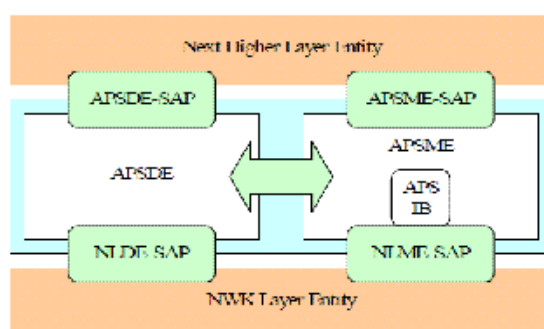 Next Higher Layer Entity
APSDE-SAP
APSME-SAP
APSDE
APSME
APS
IB
NLDE-SAP
NLME-SAP
NWK Layer Entity